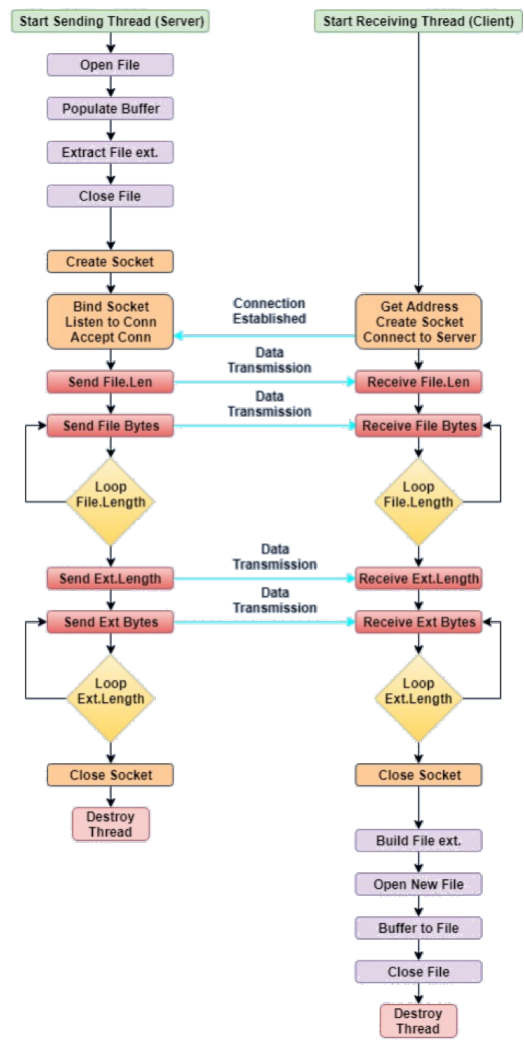 Start Sending Thread (Server)
Start Receiving Thread (Client)
Open File
Populate Buffer
Extract File ext.
Close File
Create Socket
Bind Socket
Listen to Conn
Accept Conn
Connection
Established
Get Address
Create Socket
Connect to Server
Data
Transmission
Send File.Len
Receive File.Len
Data
Transmission
Send File Bytes
Receive File Bytes
Loop
File.Length
Loop
File.Length
Data
Transmission
Send Ext.Length
Receive Ext.Length
Data
Transmission
Send Ext Bytes
Receive Ext Bytes
Loop
Ext.Length
Loop
Ext.Length
Close Socket
Close Socket
Destroy
Thread
Build File ext.
Open New File
Buffer to File
Close File
Destroy
Thread